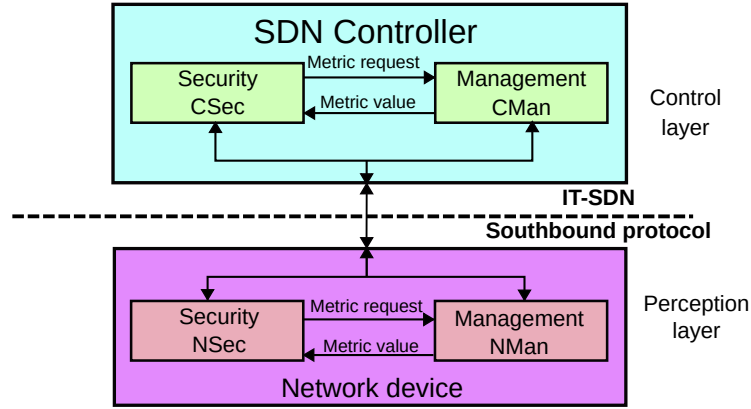 SDN Controller
Security
CSec
Metric request
Metric value
Management
CMan
Control
layer
IT-SDN
Southbound protocol
Security
NSec
Metric request
Metric value
Management
NMan
Perception
layer
Network device